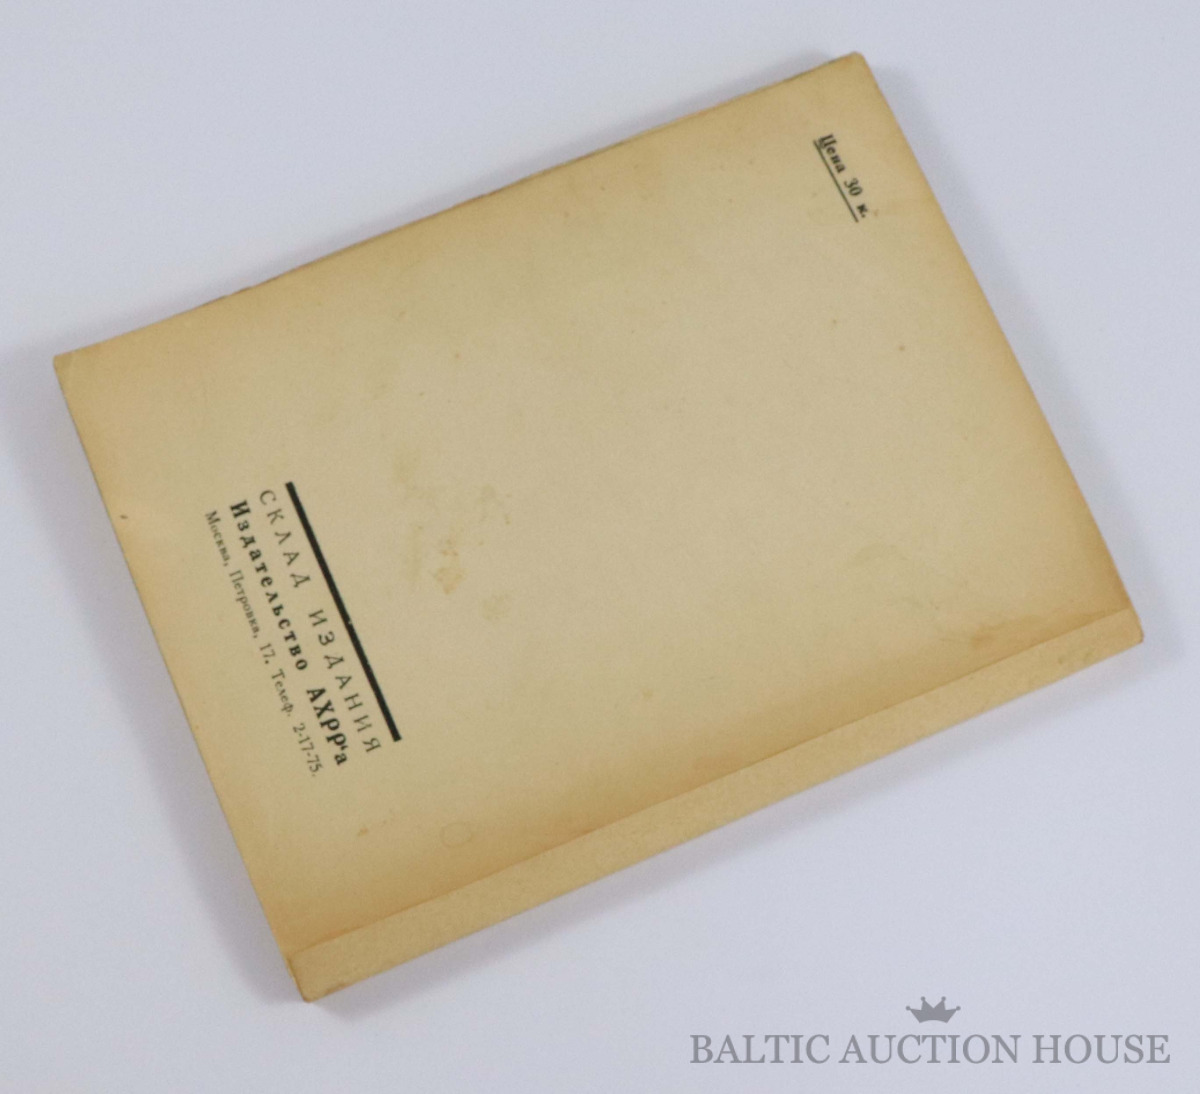 Цена 30 к.
СКЛАД ИЗДАНИЯ
Издательство АХРР'а
Москва, Петровка, 17. Телеф. 2-17-75.
BALTIC AUCTION HOUSE